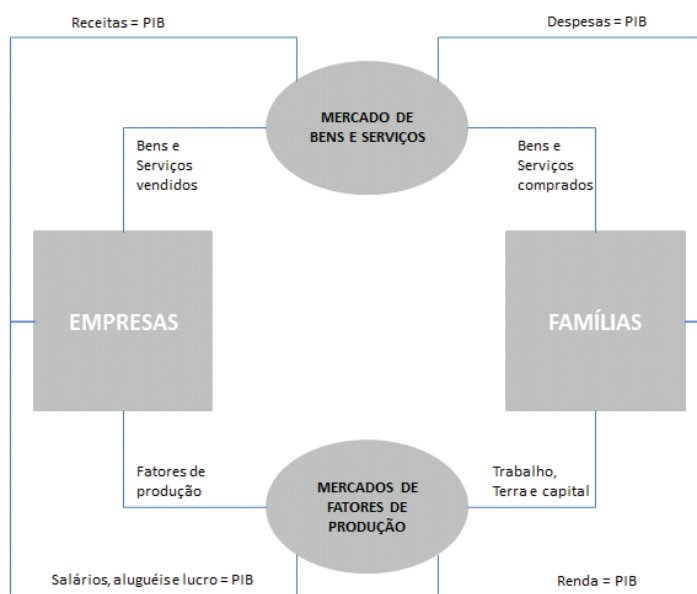 Receitas = PIB
Despesas = PIB
MERCADO DE
BENS E SERVIÇOS
Bens e
Serviços
vendidos
Bens e
Serviços
comprados
EMPRESAS
FAMÍLIAS
Fatores de
produção
MERCADOS DE
FATORES DE
PRODUÇÃO
Trabalho,
Terra e capital
Salários, aluguéis e lucro = PIB
Renda = PIB